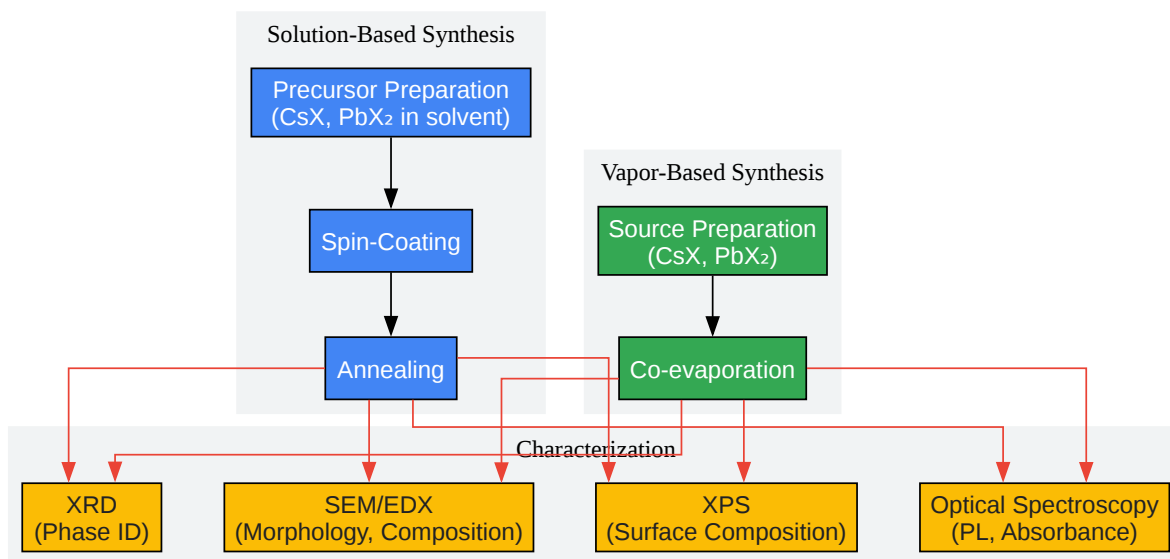 Solution-Based Synthesis
Precursor Preparation
(CsX, PbX₂ in solvent)
Spin-Coating
Annealing
Vapor-Based Synthesis
Source Preparation
(CsX, PbX₂)
Co-evaporation
Characterization
XRD
(Phase ID)
SEM/EDX
(Morphology, Composition)
XPS
(Surface Composition)
Optical Spectroscopy
(PL, Absorbance)